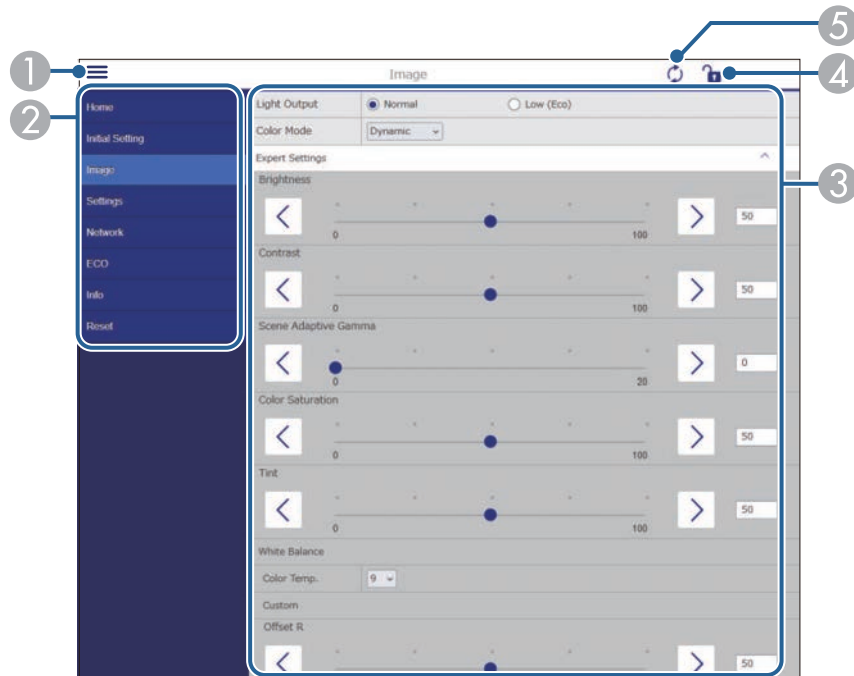 5
1
Image
4
2
Home
Light Output
Normal
Low (Eco)
Initial Setting
Color Mode
Dynamic
Expert Settings
Image
Brightness
3
Settings
50
Network
0
100
Contrast
ECO
Info
50
0
100
Reset
Scene Adaptive Gamma
0
0
20
Color Saturation
50
0
100
Tint
50
0
100
White Balance
Color Temp.
9
Custom
Offset R
50